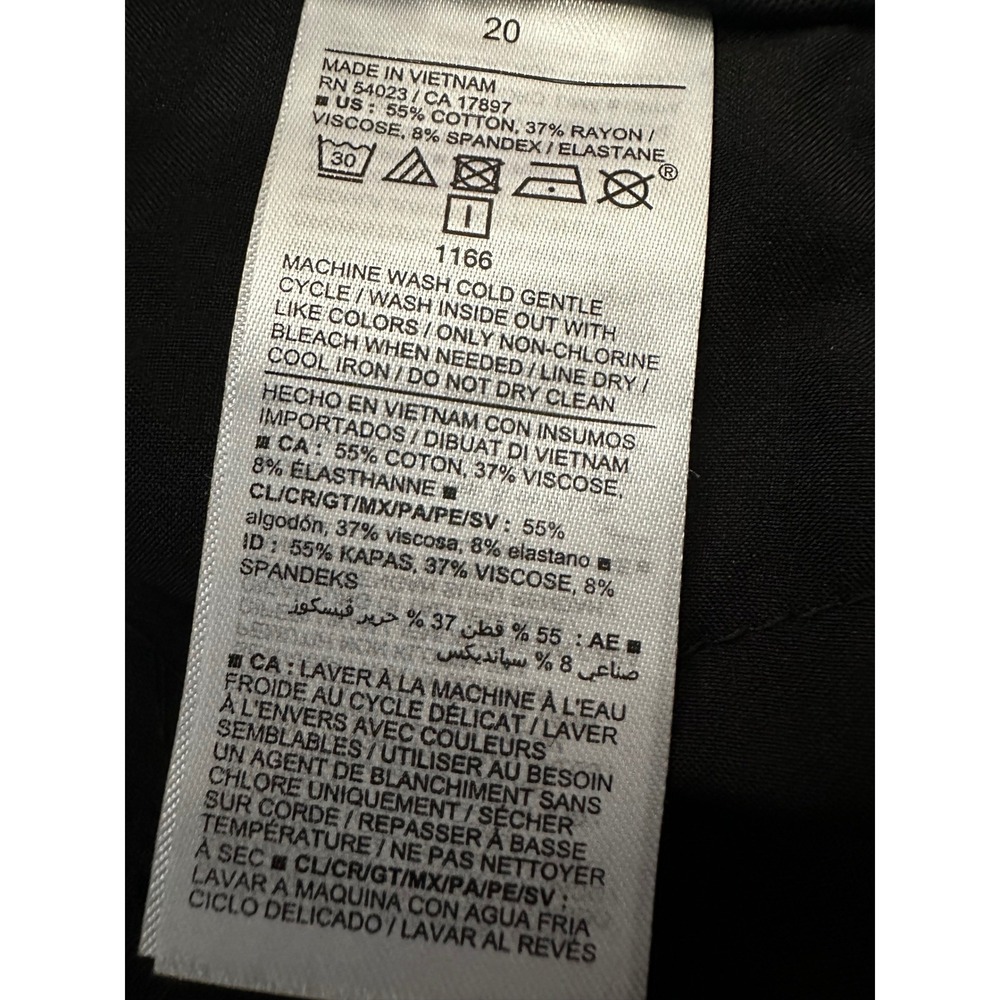 20
MADE IN VIETNAM
RN 54023 / CA 17897
■ US : 55% COTTON, 37% RAYON /
VISCOSE, 8% SPANDEX / ELASTANE
30
®
1166
MACHINE WASH COLD GENTLE
CYCLE / WASH INSIDE OUT WITH
LIKE COLORS / ONLY NON-CHLORINE
BLEACH WHEN NEEDED / LINE DRY /
COOL IRON / DO NOT DRY CLEAN
HECHO EN VIETNAM CON INSUMOS
IMPORTADOS / DIBUAT DI VIETNAM
■ CA : 55% COTON, 37% VISCOSE,
8% ÉLASTHANNE ■
CL/CR/GT/MX/PA/PE/SV : 55%
algodón, 37% viscosa, 8% elastano ■
ID : 55% KAPAS, 37% VISCOSE, 8%
SPANDEKS
■ AE : 55 % قطن 37 % حرير ڤيسكوز
صناعي 8 % سباندیکس
■ CA : LAVER À LA MACHINE À L'EAU
FROIDE AU CYCLE DÉLICAT / LAVER
À L'ENVERS AVEC COULEURS
SEMBLABLES / UTILISER AU BESOIN
UN AGENT DE BLANCHIMENT SANS
CHLORE UNIQUEMENT / SÉCHER
SUR CORDE / REPASSER À BASSE
TEMPÉRATURE / NE PAS NETTOYER
À SEC ■ CL/CR/GT/MX/PA/PE/SV :
LAVAR A MAQUINA CON AGUA FRIA
CICLO DELICADO / LAVAR AL REVÉS